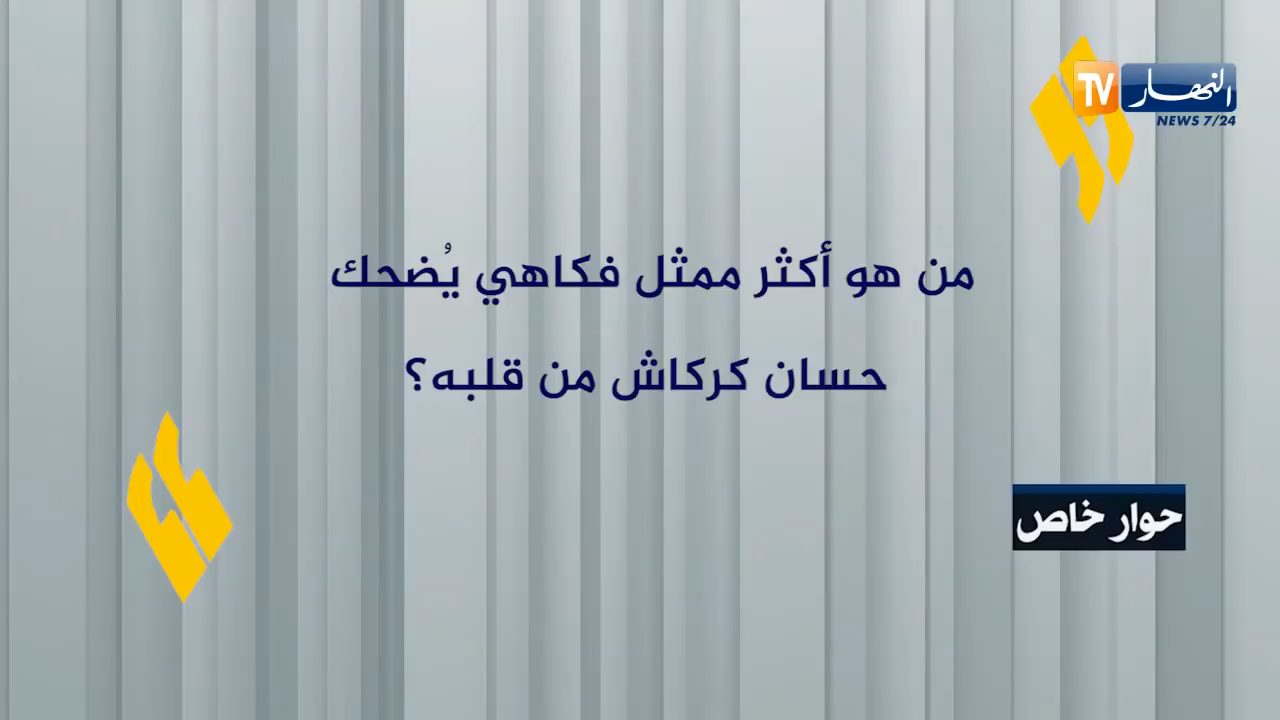 النهار TV
NEWS 7/24
من هو أكثر ممثل فكاهي يُضحك
حسان كركاش من قلبه؟
حوار خاص